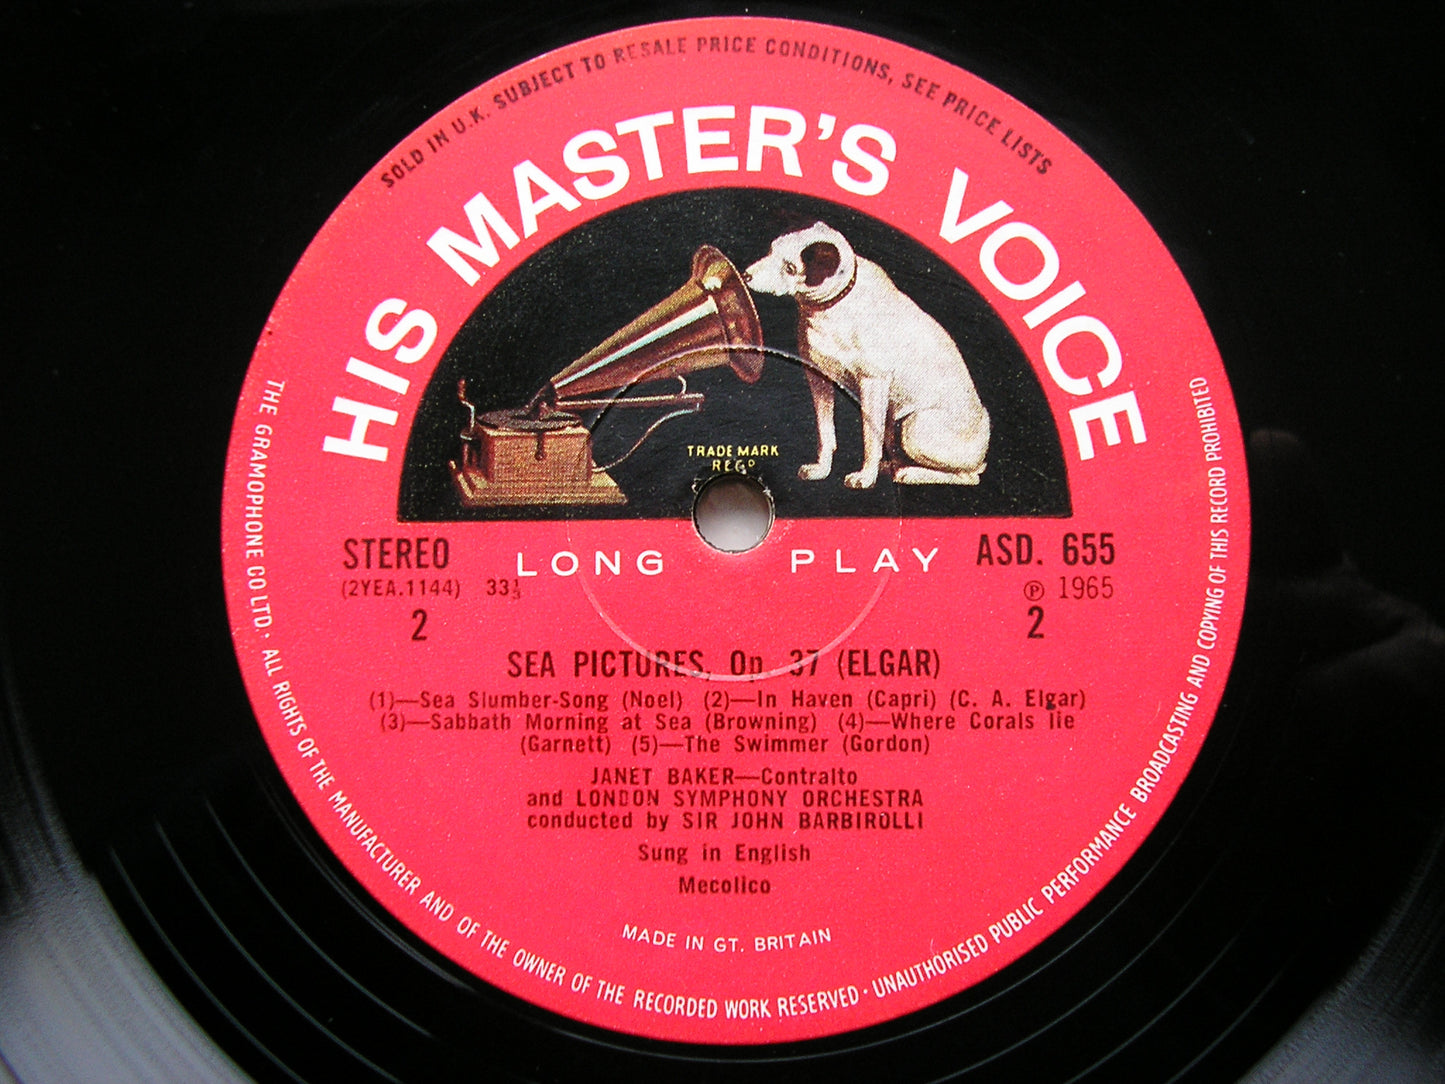 SOLD IN U.K. SUBJECT TO RESALE PRICE CONDITIONS, SEE PRICE LISTS
HIS MASTER'S VOICE
TRADE MARK
REGD
STEREO
LONG PLAY
ASD. 655
(2YEA.1144) 33⅓
℗ 1965
2
2
SEA PICTURES, Op. 37 (ELGAR)
(1)—Sea Slumber-Song (Noel) (2)—In Haven (Capri) (C. A. Elgar)
(3)—Sabbath Morning at Sea (Browning) (4)—Where Corals lie
(Garnett) (5)—The Swimmer (Gordon)
JANET BAKER—Contralto
and LONDON SYMPHONY ORCHESTRA
conducted by SIR JOHN BARBIROLLI
Sung in English
Mecolico
MADE IN GT. BRITAIN
THE GRAMOPHONE CO LTD. · ALL RIGHTS OF THE MANUFACTURER AND OF THE OWNER OF THE RECORDED WORK RESERVED · UNAUTHORISED PUBLIC PERFORMANCE BROADCASTING AND COPYING OF THIS RECORD PROHIBITED